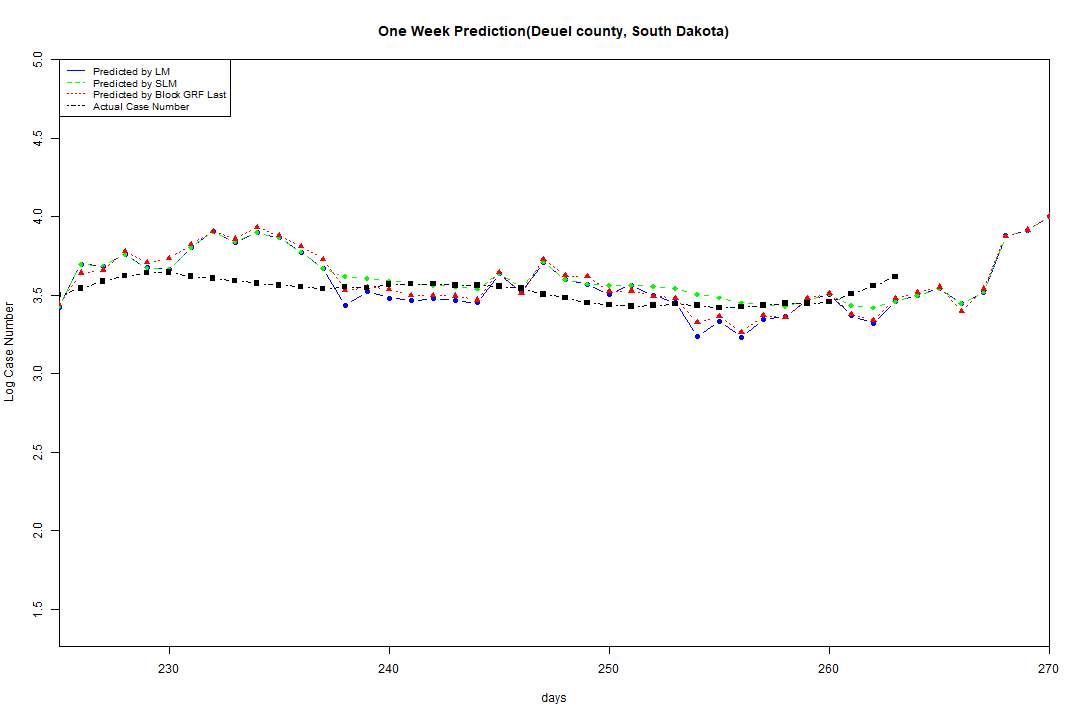 One Week Prediction(Deuel county, South Dakota)
Predicted by LM
Predicted by SLM
Predicted by Block GRF Last
Actual Case Number
5.0
4.5
4.0
3.5
3.0
2.5
2.0
1.5
Log Case Number
230 240 250 260 270
days